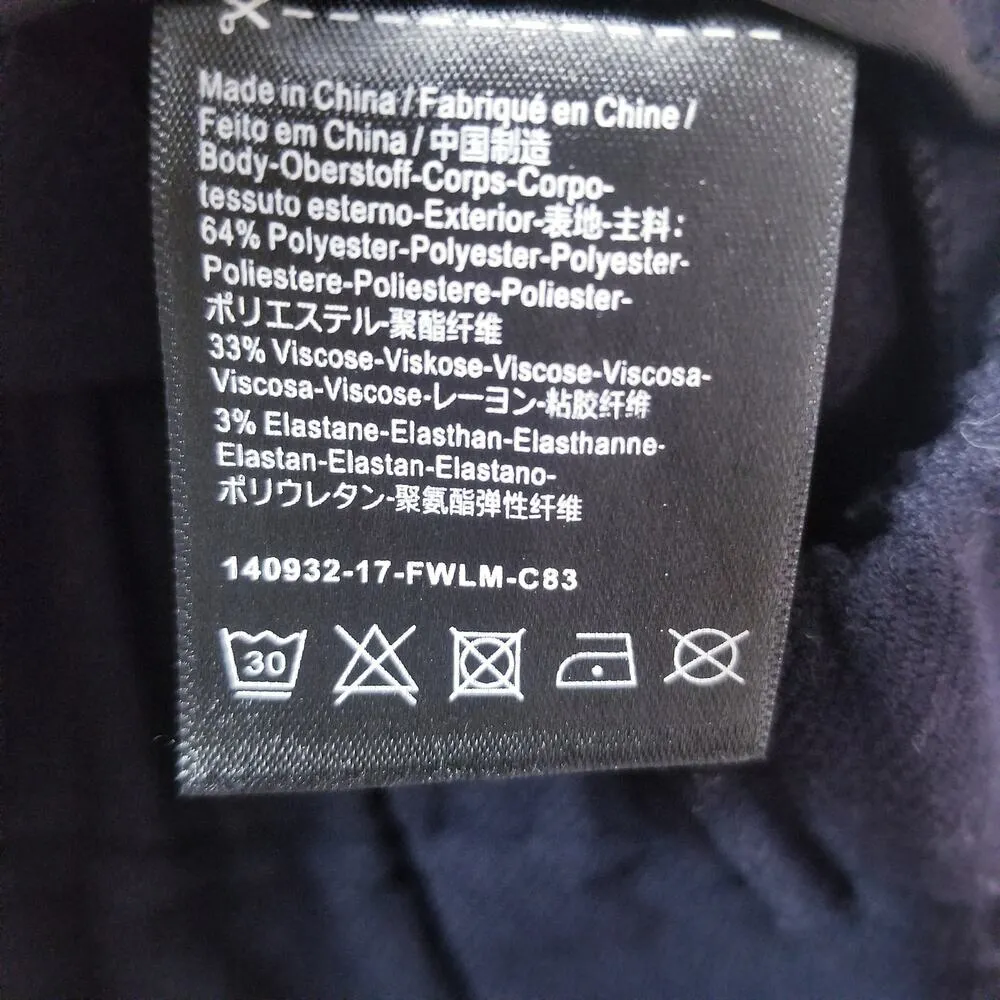 Made in China / Fabriqué en Chine /
Feito em China / 中国制造
Body-Oberstoff-Corps-Corpo-
tessuto esterno-Exterior-表地-主料:
64% Polyester-Polyester-Polyester-
Poliestere-Poliestere-Poliester-
ポリエステル-聚酯纤维
33% Viscose-Viskose-Viscose-Viscosa-
Viscosa-Viscose-レーヨン-粘胶纤维
3% Elastane-Elasthan-Elasthanne-
Elastan-Elastan-Elastano-
ポリウレタン-聚氨酯弹性纤维
140932-17-FWLM-C83
30